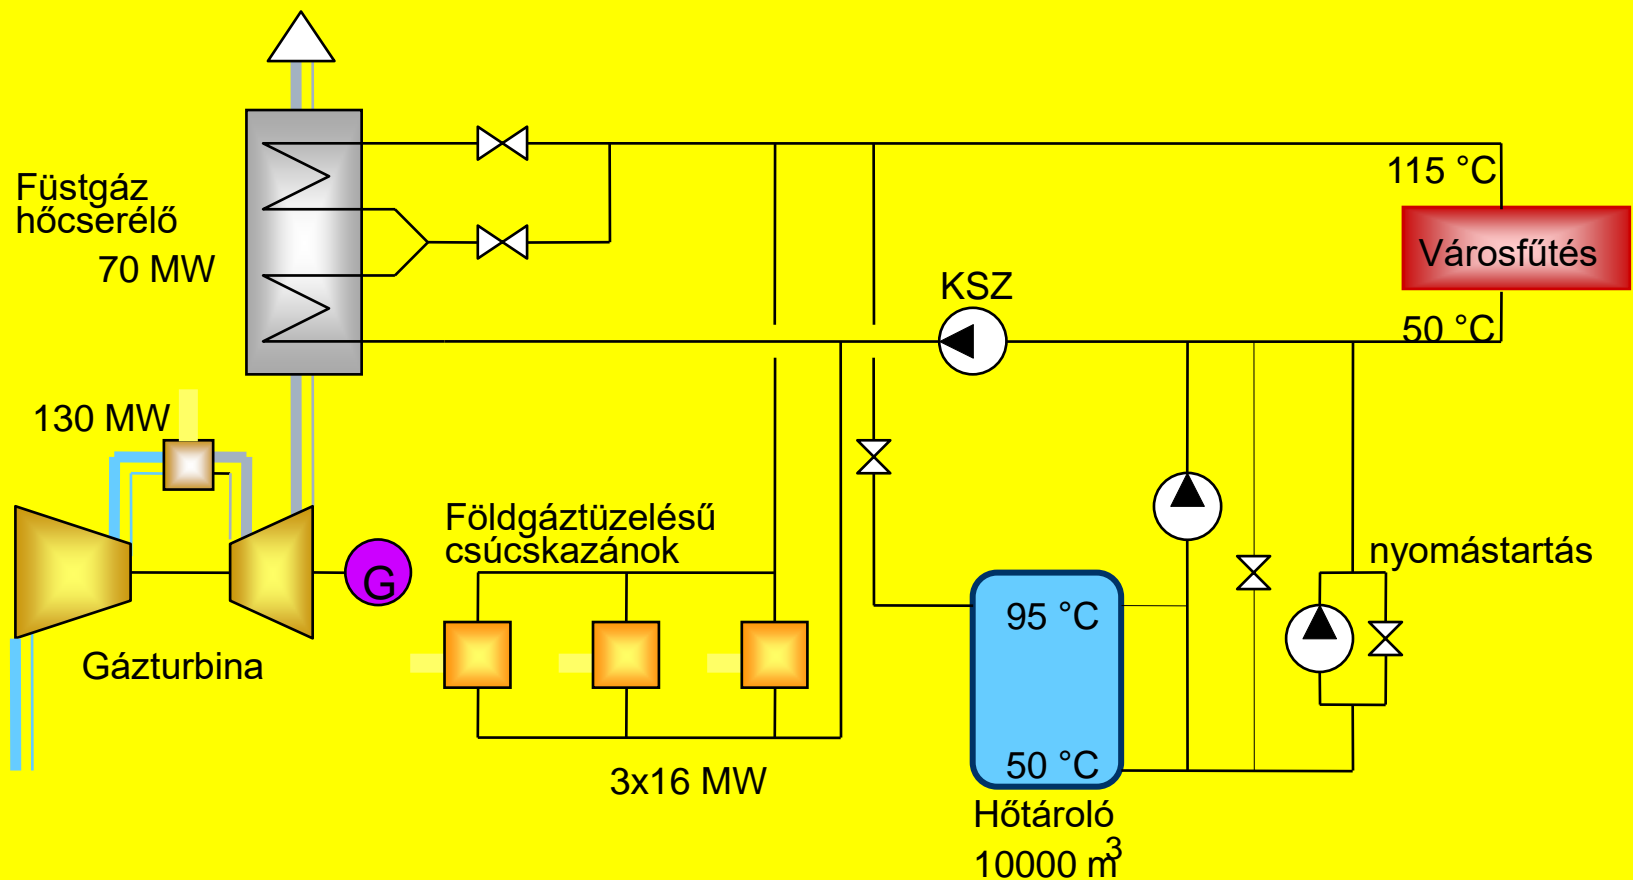 115 °C
Füstgáz
hőcserélő
70 MW
Városfűtés
KSZ
50 °C
130 MW
Földgáztüzelésű
csúcskazánok
nyomástartás
G
95 °C
Gázturbina
50 °C
3x16 MW
Hőtároló
10000 m³